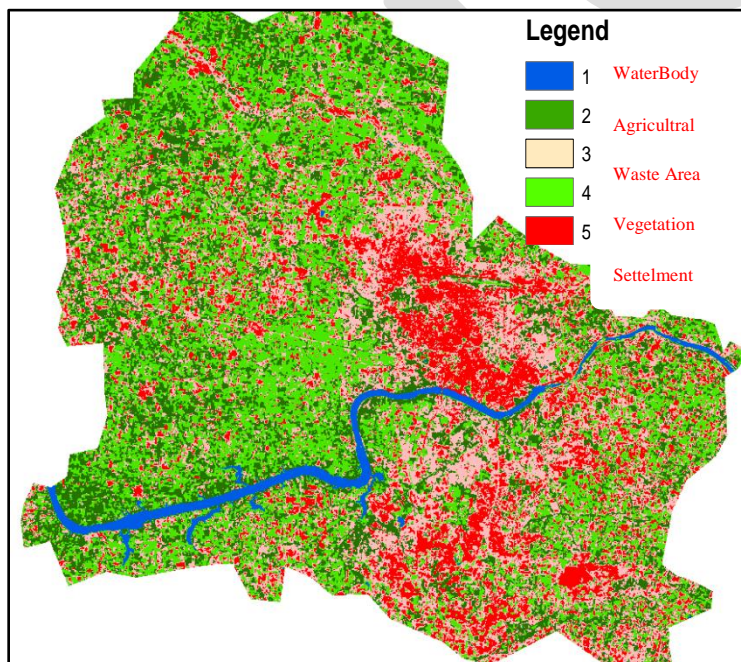 Legend
1 WaterBody
2 Agricultral
3 Waste Area
4 Vegetation
5 Settelment